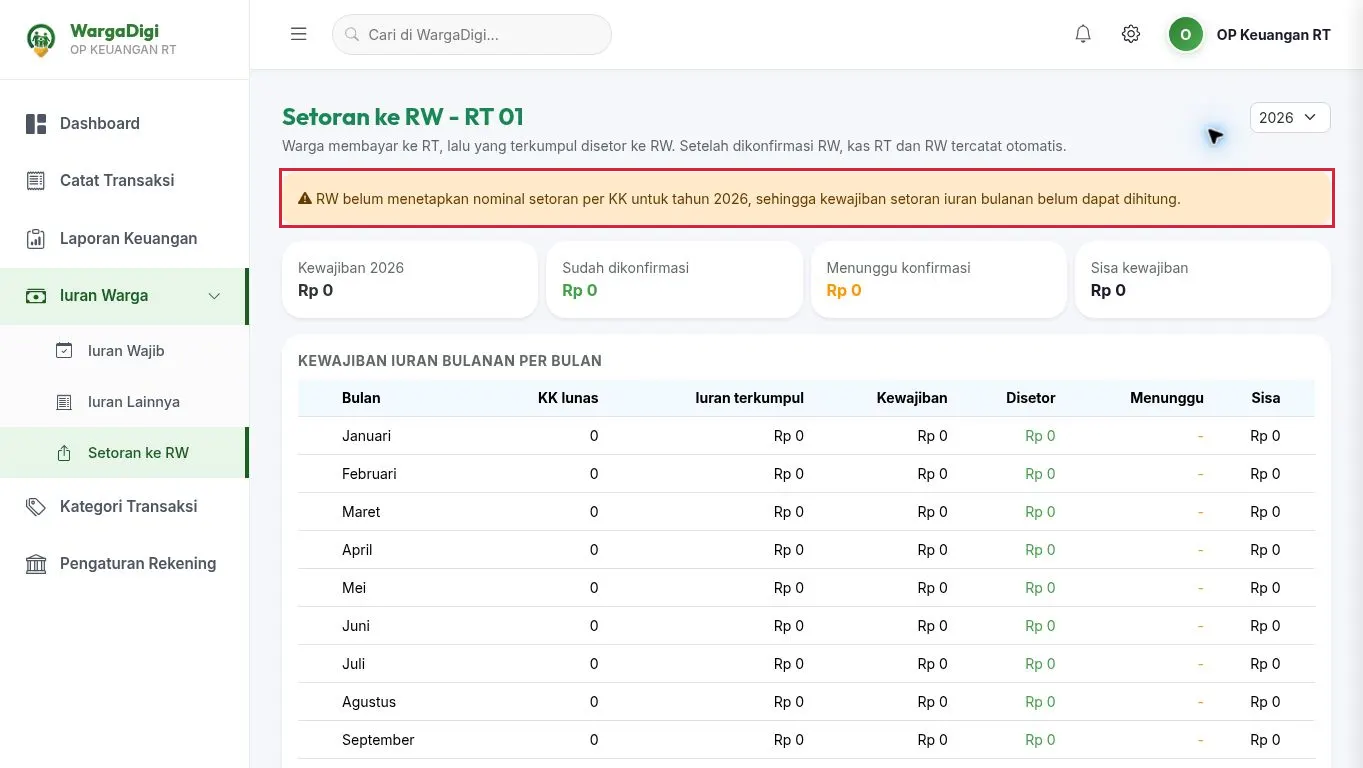 WargaDigi
OP KEUANGAN RT
Cari di WargaDigi...
O
OP Keuangan RT
Dashboard
Catat Transaksi
Laporan Keuangan
Iuran Warga
Iuran Wajib
Iuran Lainnya
Setoran ke RW
Kategori Transaksi
Pengaturan Rekening
Setoran ke RW - RT 01
2026
Warga membayar ke RT, lalu yang terkumpul disetor ke RW. Setelah dikonfirmasi RW, kas RT dan RW tercatat otomatis.
RW belum menetapkan nominal setoran per KK untuk tahun 2026, sehingga kewajiban setoran iuran bulanan belum dapat dihitung.
Kewajiban 2026
Rp 0
Sudah dikonfirmasi
Rp 0
Menunggu konfirmasi
Rp 0
Sisa kewajiban
Rp 0
KEWAJIBAN IURAN BULANAN PER BULAN
Bulan KK lunas Iuran terkumpul Kewajiban Disetor Menunggu Sisa
Januari 0 Rp 0 Rp 0 Rp 0 - Rp 0
Februari 0 Rp 0 Rp 0 Rp 0 - Rp 0
Maret 0 Rp 0 Rp 0 Rp 0 - Rp 0
April 0 Rp 0 Rp 0 Rp 0 - Rp 0
Mei 0 Rp 0 Rp 0 Rp 0 - Rp 0
Juni 0 Rp 0 Rp 0 Rp 0 - Rp 0
Juli 0 Rp 0 Rp 0 Rp 0 - Rp 0
Agustus 0 Rp 0 Rp 0 Rp 0 - Rp 0
September 0 Rp 0 Rp 0 Rp 0 - Rp 0